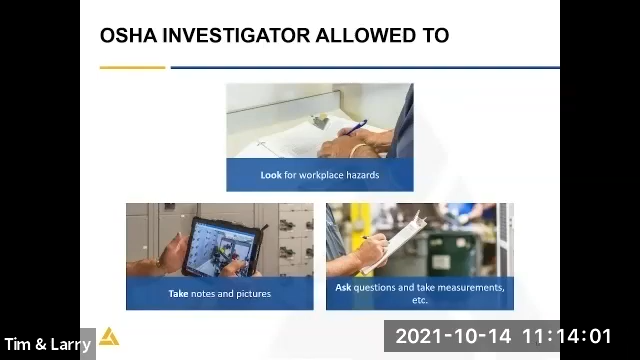 OSHA INVESTIGATOR ALLOWED TO
Look for workplace hazards
Take notes and pictures
Ask questions and take measurements,
etc.
Tim & Larry
2021-10-14 11:14:01